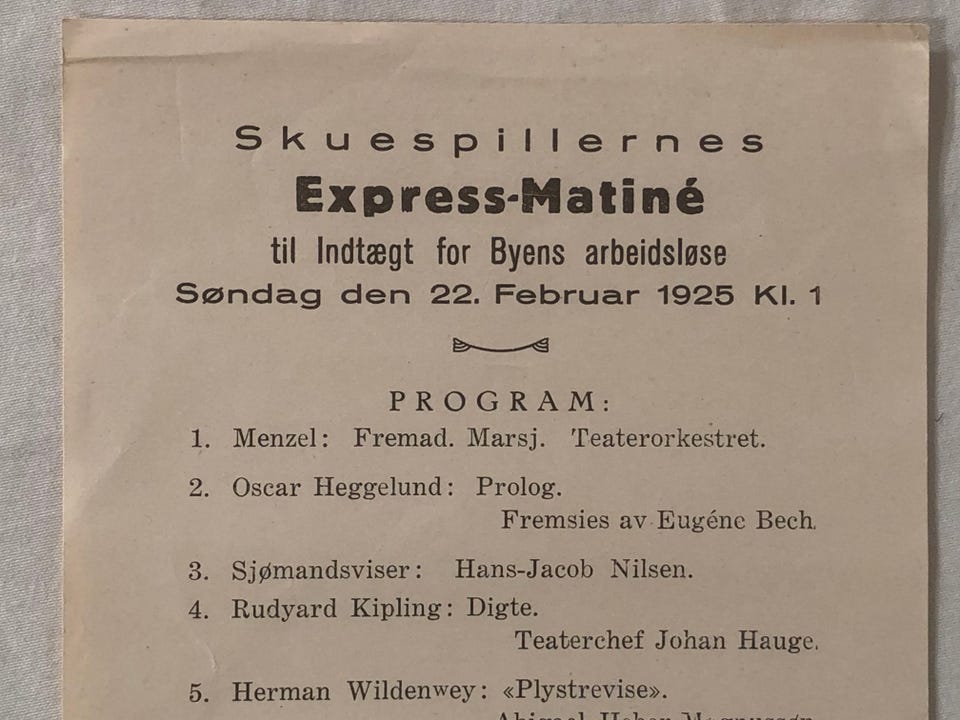 Skuespillernes
Express-Matiné
til Indtægt for Byens arbeidsløse
Søndag den 22. Februar 1925 Kl. 1
PROGRAM:
1. Menzel: Fremad. Marsj. Teaterorkestret.
2. Oscar Heggelund: Prolog.
Fremsies av Eugéne Bech.
3. Sjømandsviser: Hans-Jacob Nilsen.
4. Rudyard Kipling: Digte.
Teaterchef Johan Hauge.
5. Herman Wildenwey: «Plystrevise».